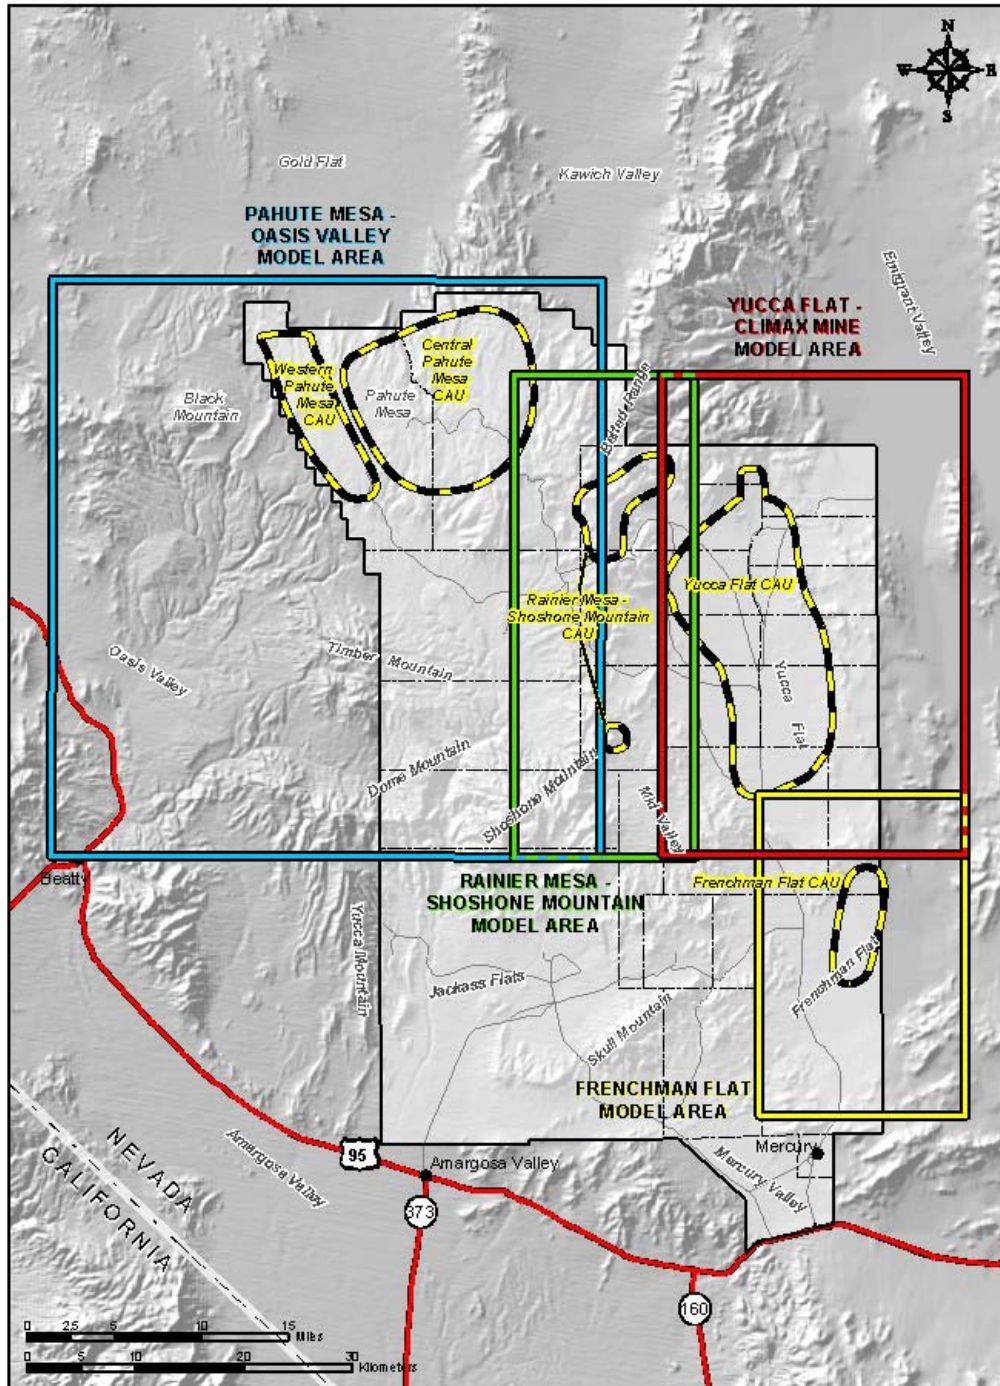 N
W E
S
Gold Flat
Kawich Valley
PAHUTE MESA -
OASIS VALLEY
MODEL AREA
Emigrant Valley
YUCCA FLAT -
CLIMAX MINE
MODEL AREA
Western
Pahute
Mesa
CAU
Central
Pahute
Mesa
CAU
Black
Mountain
Pahute
Mesa
Belted Range
Yucca Flat CAU
Rainier Mesa -
Shoshone Mountain
CAU
Oasis Valley
Timber Mountain
Yucca
Flat
Dome Mountain
Shoshone Mountain
Mid Valley
Beatty
RAINIER MESA -
SHOSHONE MOUNTAIN
MODEL AREA
Frenchman Flat CAU
Yucca Mountain
Jackass Flats
Frenchman Flat
Skull Mountain
FRENCHMAN FLAT
MODEL AREA
NEVADA
CALIFORNIA
Amargosa Valley
95
Amargosa Valley
Mercury
Mercury Valley
373
160
0 2.5 5 10 15
Miles
0 5 10 20 30
Kilometers